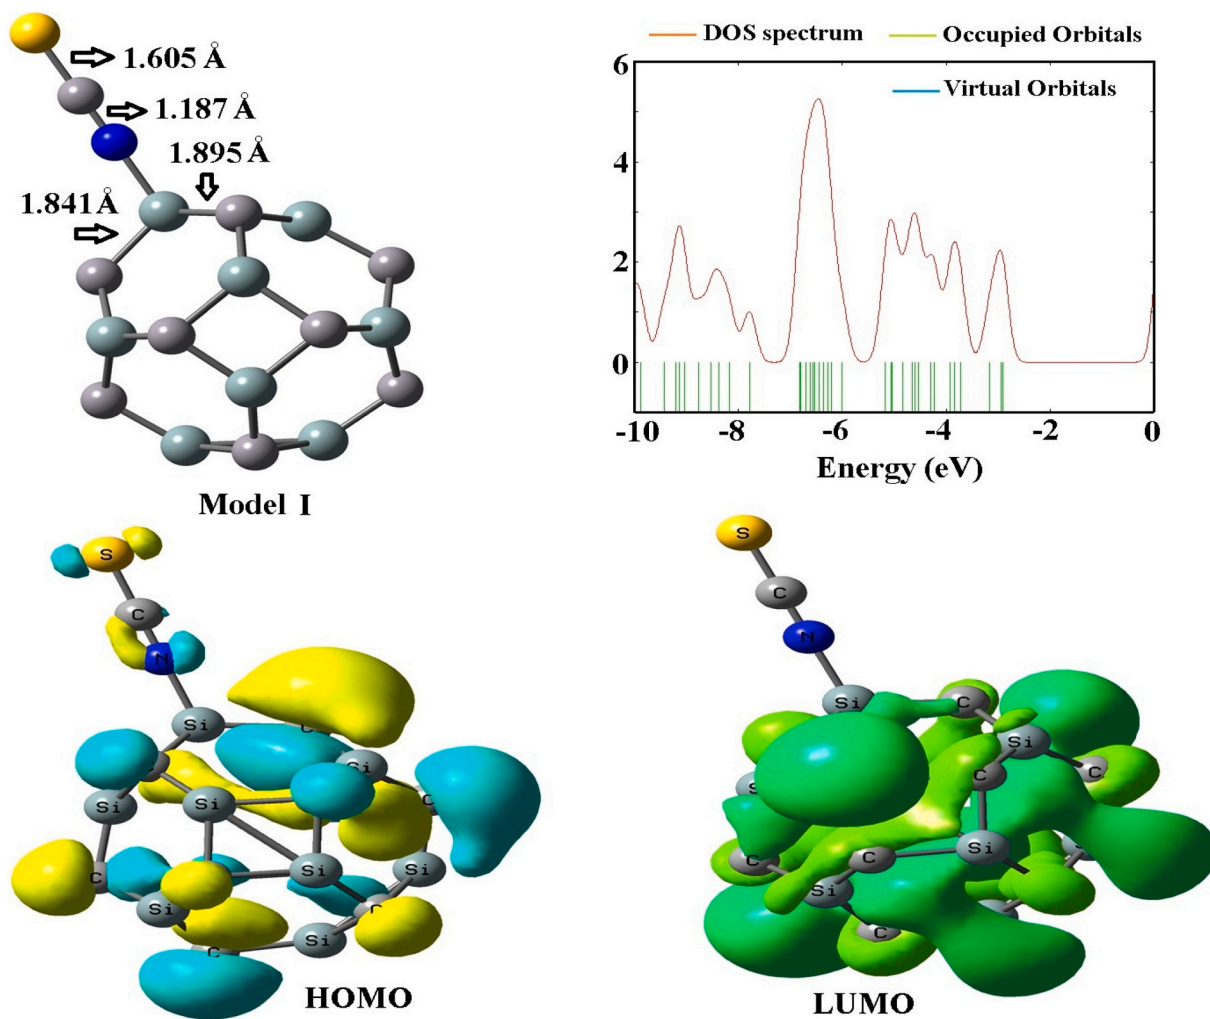 1.605 Å
1.187 Å
1.895 Å
1.841 Å
Model I
DOS spectrum
Occupied Orbitals
Virtual Orbitals
6
4
2
0
-10
-8
-6
-4
-2
0
Energy (eV)
S
C
N
Si
C
Si
C
Si
Si
C
Si
Si
C
Si
Si
C
Si
HOMO
S
C
N
Si
C
Si
C
C
Si
C
C
Si
C
LUMO